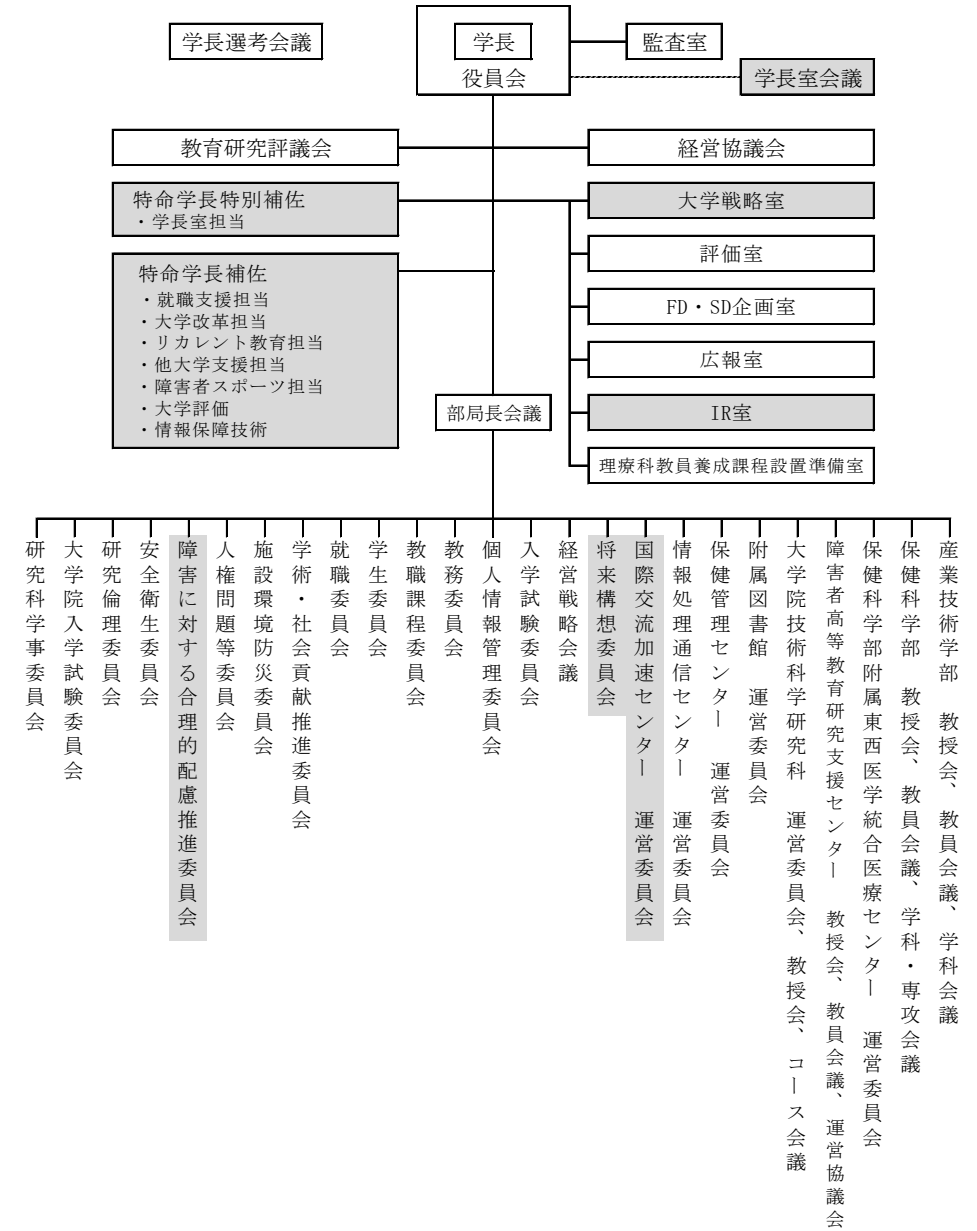 学長選考会議
学長
監査室
役員会
学長室会議
教育研究評議会
経営協議会
特命学長特別補佐
・学長室担当
大学戦略室
特命学長補佐
・就職支援担当
・大学改革担当
・リカレント教育担当
・他大学支援担当
・障害者スポーツ担当
・大学評価
・情報保障技術
評価室
FD・SD企画室
広報室
IR室
理療科教員養成課程設置準備室
部局長会議
産業技術学部　教授会、教員会議、学科会議
保健科学部　教授会、教員会議、学科・専攻会議
保健科学部附属東西医学統合医療センター　運営委員会
障害者高等教育研究支援センター　教授会、教員会議、運営協議会
大学院技術科学研究科　運営委員会、教授会、コース会議
附属図書館　運営委員会
保健管理センター　運営委員会
情報処理通信センター　運営委員会
国際交流加速センター　運営委員会
将来構想委員会
経営戦略会議
入学試験委員会
個人情報管理委員会
教務委員会
教職課程委員会
学生委員会
就職委員会
学術・社会貢献推進委員会
施設環境防災委員会
人権問題等委員会
障害に対する合理的配慮推進委員会
安全衛生委員会
研究倫理委員会
大学院入学試験委員会
研究科学事委員会